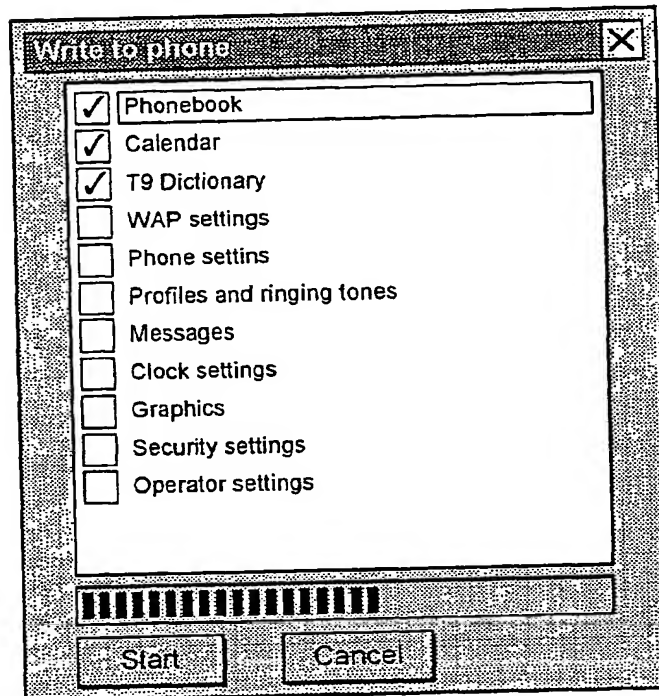 Write to phone
Phonebook
Calendar
T9 Dictionary
WAP settings
Phone settins
Profiles and ringing tones
Messages
Clock settings
Graphics
Security settings
Operator settings
Start
Cancel